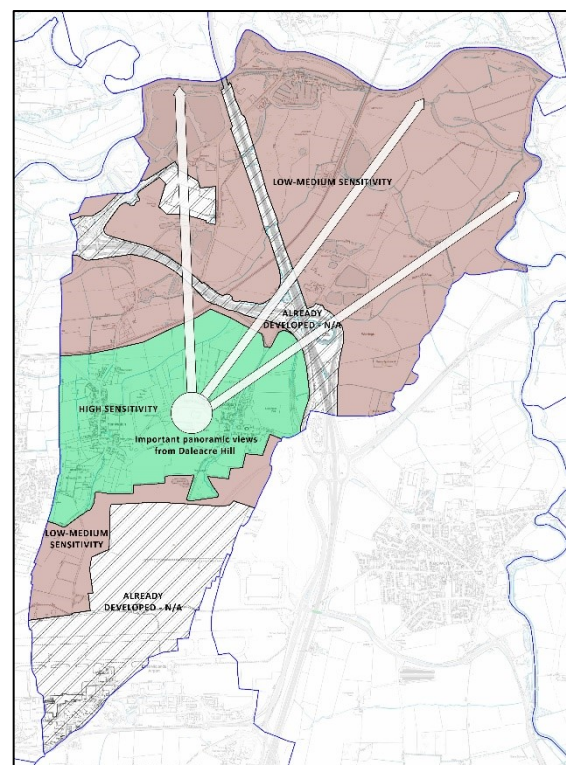 LOW-MEDIUM SENSITIVITY
ALREADY
DEVELOPED - N/A
HIGH SENSITIVITY
Important panoramic views
from Daleacre Hill
LOW-MEDIUM
SENSITIVITY
ALREADY
DEVELOPED - N/A